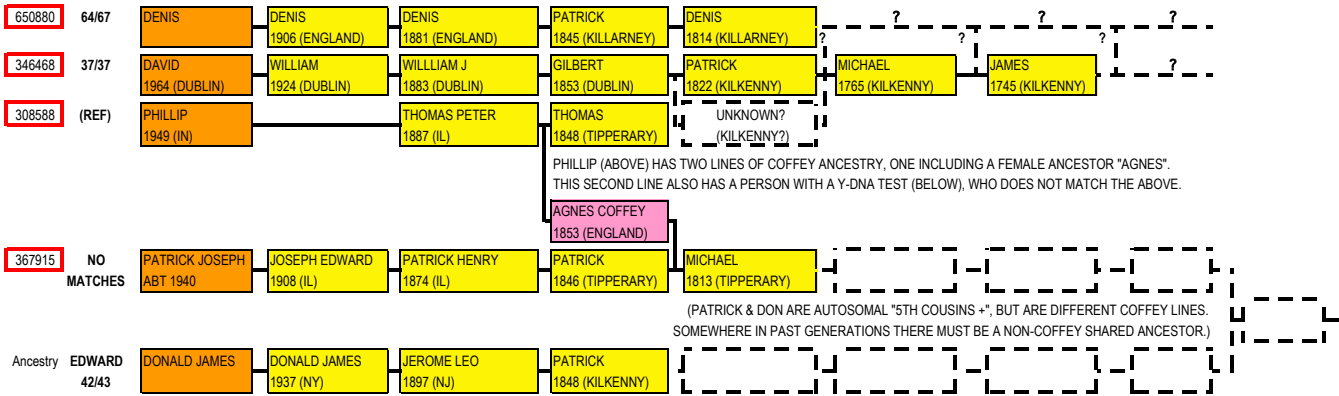 650880 64/67 DENIS DENIS DENIS PATRICK DENIS ? ? ?
1906 (ENGLAND) 1881 (ENGLAND) 1845 (KILLARNEY) 1814 (KILLARNEY) ? ? ?
346468 37/37 DAVID WILLIAM WILLLIAM J GILBERT PATRICK MICHAEL JAMES ?
1964 (DUBLIN) 1924 (DUBLIN) 1883 (DUBLIN) 1853 (DUBLIN) 1822 (KILKENNY) 1765 (KILKENNY) 1745 (KILKENNY)
308588 (REF) PHILLIP THOMAS PETER THOMAS UNKNOWN?
1949 (IN) 1887 (IL) 1848 (TIPPERARY) (KILKENNY?)
PHILLIP (ABOVE) HAS TWO LINES OF COFFEY ANCESTRY, ONE INCLUDING A FEMALE ANCESTOR "AGNES".
THIS SECOND LINE ALSO HAS A PERSON WITH A Y-DNA TEST (BELOW), WHO DOES NOT MATCH THE ABOVE.
AGNES COFFEY
1853 (ENGLAND)
367915 NO PATRICK JOSEPH JOSEPH EDWARD PATRICK HENRY PATRICK MICHAEL
MATCHES ABT 1940 1908 (IL) 1874 (IL) 1846 (TIPPERARY) 1813 (TIPPERARY)
(PATRICK & DON ARE AUTOSOMAL "5TH COUSINS +", BUT ARE DIFFERENT COFFEY LINES.
SOMEWHERE IN PAST GENERATIONS THERE MUST BE A NON-COFFEY SHARED ANCESTOR.)
Ancestry EDWARD DONALD JAMES DONALD JAMES JEROME LEO PATRICK
42/43 1937 (NY) 1897 (NJ) 1848 (KILKENNY)